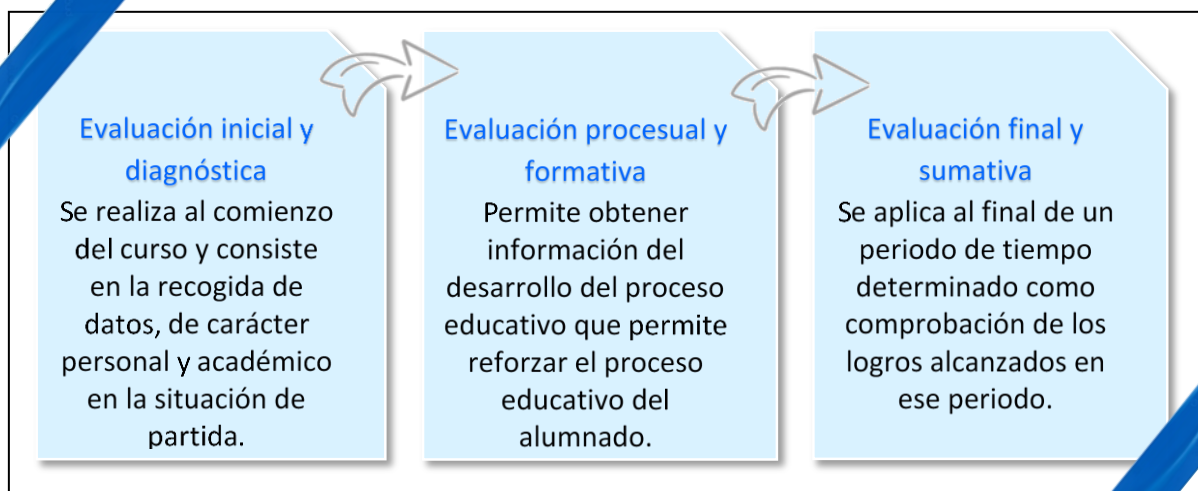 Evaluación inicial y
diagnóstica
Se realiza al comienzo
del curso y consiste
en la recogida de
datos, de carácter
personal y académico
en la situación de
partida.
Evaluación procesual y
formativa
Permite obtener
información del
desarrollo del proceso
educativo que permite
reforzar el proceso
educativo del
alumnado.
Evaluación final y
sumativa
Se aplica al final de un
periodo de tiempo
determinado como
comprobación de los
logros alcanzados en
ese periodo.